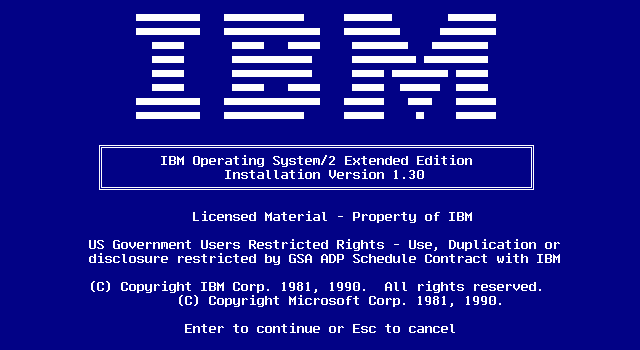 IBM
IBM Operating System/2 Extended Edition
Installation Version 1.30
Licensed Material - Property of IBM
US Government Users Restricted Rights - Use, Duplication or
disclosure restricted by GSA ADP Schedule Contract with IBM
(C) Copyright IBM Corp. 1981, 1990.  All rights reserved.
(C) Copyright Microsoft Corp. 1981, 1990.
Enter to continue or Esc to cancel